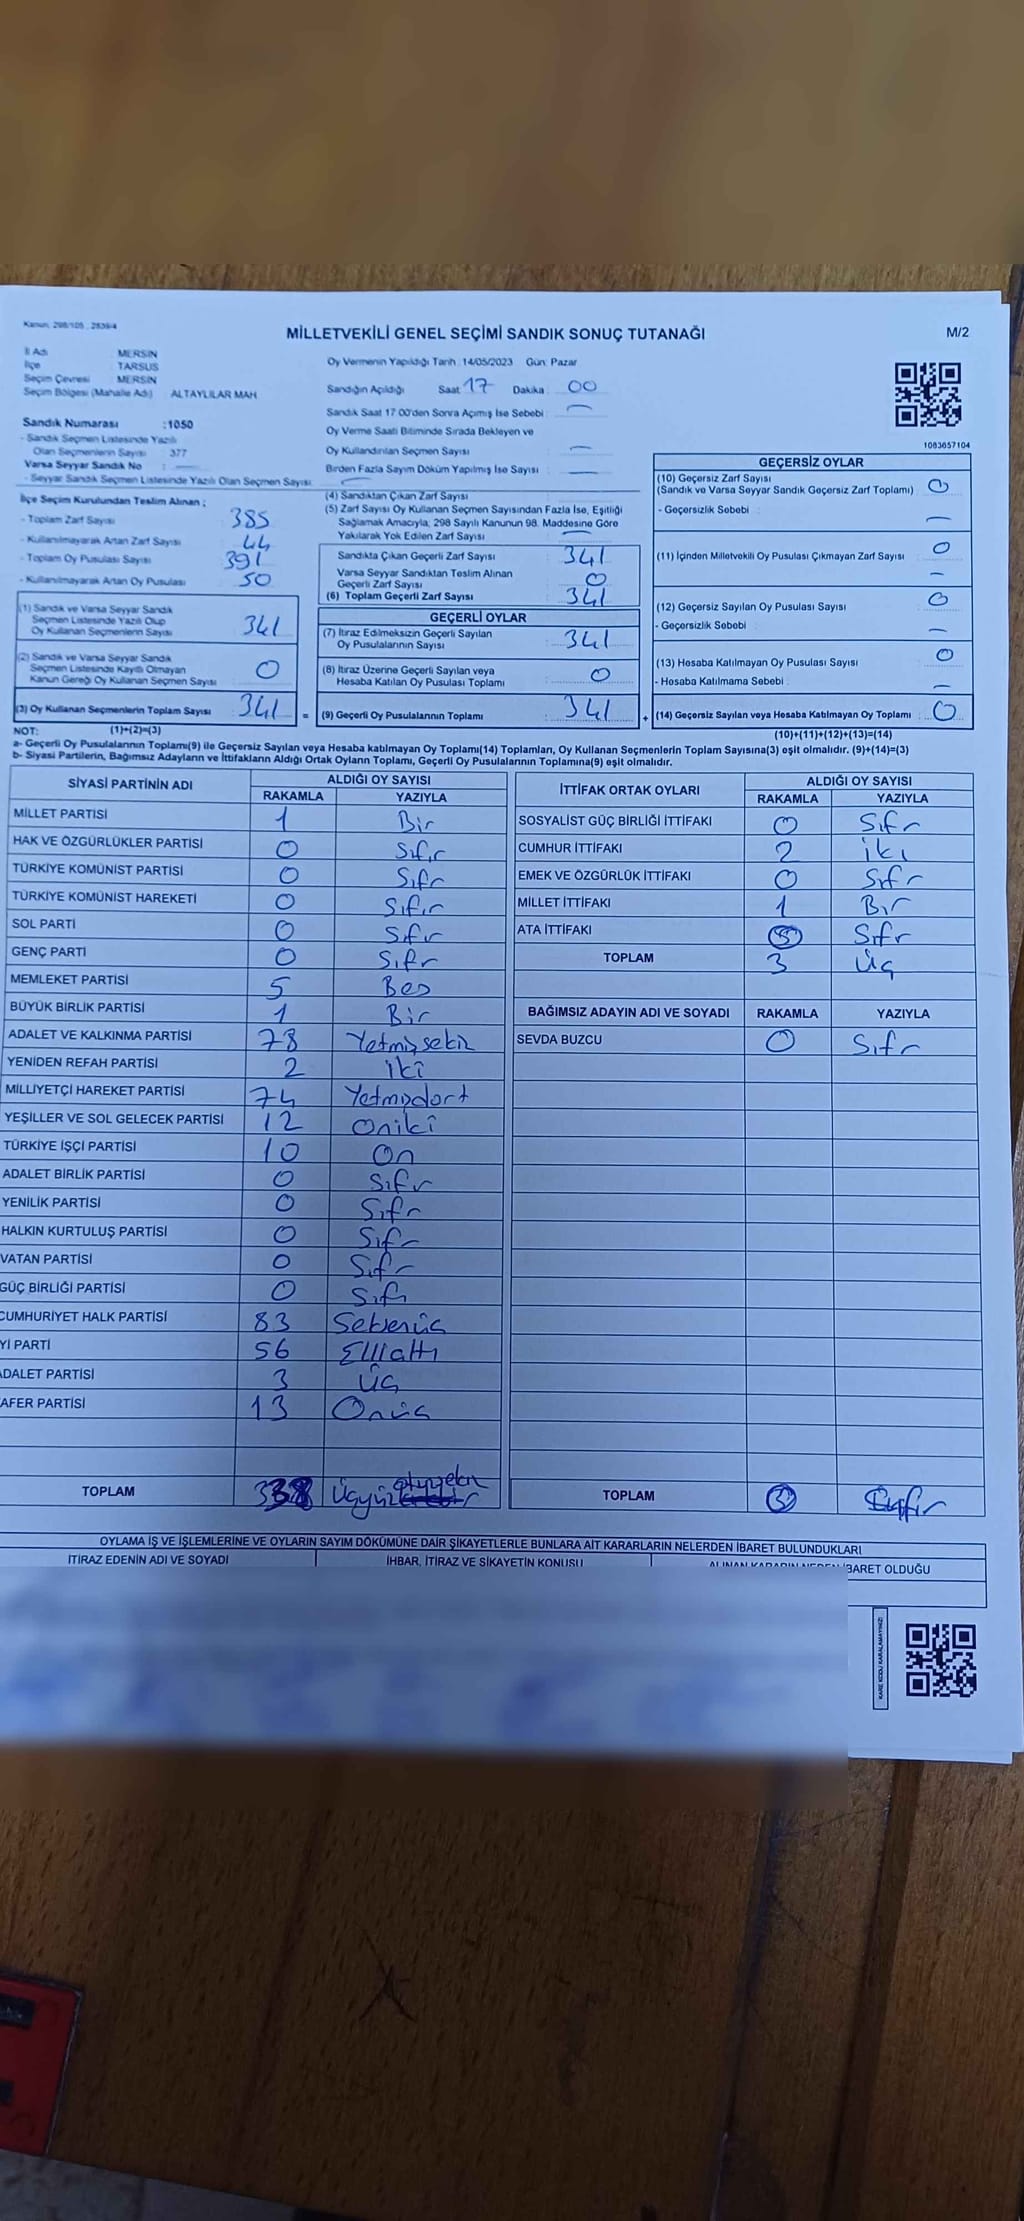 Kanun, 298/105 , 2839/4
MİLLETVEKİLİ GENEL SEÇİMİ SANDIK SONUÇ TUTANAĞI
M/2
İl Adı : MERSİN
İlçe : TARSUS
Seçim Çevresi : MERSİN
Seçim Bölgesi (Mahalle Adı) : ALTAYLILAR MAH
Sandık Numarası :1050
- Sandık Seçmen Listesinde Yazılı
Olan Seçmenlerin Sayısı : 377
Varsa Seyyar Sandık No : —
- Seyyar Sandık Seçmen Listesinde Yazılı Olan Seçmen Sayısı : —
Oy Vermenin Yapıldığı Tarih :14/05/2023 Gün: Pazar
Sandığın Açıldığı Saat 17 Dakika : 00
Sandık Saat 17 00'den Sonra Açımış İse Sebebi : —
Oy Verme Saati Bitiminde Sırada Bekleyen ve
Oy Kullandırılan Seçmen Sayısı : —
Birden Fazla Sayım Döküm Yapılmış İse Sayısı : —
1083657104
İlçe Seçim Kurulundan Teslim Alınan ;
- Toplam Zarf Sayısı : 385
- Kullanılmayarak Artan Zarf Sayısı : 44
- Toplam Oy Pusulası Sayısı : 391
- Kullanılmayarak Artan Oy Pusulası : 50
(1) Sandık ve Varsa Seyyar Sandık
Seçmen Listesinde Yazılı Olup
Oy Kullanan Seçmenlerin Sayısı : 341
(2) Sandık ve Varsa Seyyar Sandık
Seçmen Listesinde Kayıtlı Olmayan
Kanun Gereği Oy Kullanan Seçmen Sayısı : 0
(3) Oy Kullanan Seçmenlerin Toplam Sayısı : 341
(4) Sandıktan Çıkan Zarf Sayısı :
(5) Zarf Sayısı Oy Kullanan Seçmen Sayısından Fazla İse, Eşitliği
Sağlamak Amacıyla, 298 Sayılı Kanunun 98. Maddesine Göre
Yakılarak Yok Edilen Zarf Sayısı : —
Sandıkta Çıkan Geçerli Zarf Sayısı : 341
Varsa Seyyar Sandıktan Teslim Alınan
Geçerli Zarf Sayısı : 0
(6) Toplam Geçerli Zarf Sayısı : 341
GEÇERLİ OYLAR
(7) İtiraz Edilmeksizin Geçerli Sayılan
Oy Pusulalarının Sayısı : 341
(8) İtiraz Üzerine Geçerli Sayılan veya
Hesaba Katılan Oy Pusulası Toplamı : 0
= (9) Geçerli Oy Pusulalarının Toplamı : 341
GEÇERSİZ OYLAR
(10) Geçersiz Zarf Sayısı
(Sandık ve Varsa Seyyar Sandık Geçersiz Zarf Toplamı) : 0
- Geçersizlik Sebebi : —
(11) İçinden Milletvekili Oy Pusulası Çıkmayan Zarf Sayısı : 0
—
(12) Geçersiz Sayılan Oy Pusulası Sayısı : 0
- Geçersizlik Sebebi : —
(13) Hesaba Katılmayan Oy Pusulası Sayısı : 0
- Hesaba Katılmama Sebebi : —
+ (14) Geçersiz Sayılan veya Hesaba Katılmayan Oy Toplamı : 0
NOT: (1)+(2)=(3)
(10)+(11)+(12)+(13)=(14)
a- Geçerli Oy Pusulalarının Toplamı(9) ile Geçersiz Sayılan veya Hesaba katılmayan Oy Toplamı(14) Toplamları, Oy Kullanan Seçmenlerin Toplam Sayısına(3) eşit olmalıdır. (9)+(14)=(3)
b- Siyasi Partilerin, Bağımsız Adayların ve İttifakların Aldığı Ortak Oyların Toplamı, Geçerli Oy Pusulalarının Toplamına(9) eşit olmalıdır.
SİYASİ PARTİNİN ADI ALDIĞI OY SAYISI
RAKAMLA YAZIYLA
MİLLET PARTİSİ 1 Bir
HAK VE ÖZGÜRLÜKLER PARTİSİ 0 Sıfır
TÜRKİYE KOMÜNİST PARTİSİ 0 Sıfr
TÜRKİYE KOMÜNİST HAREKETİ 0 Sıfır
SOL PARTİ 0 Sıfır
GENÇ PARTİ 0 Sıfr
MEMLEKET PARTİSİ 5 Beş
BÜYÜK BİRLİK PARTİSİ 1 Bir
ADALET VE KALKINMA PARTİSİ 78 Yetmişsekiz
YENİDEN REFAH PARTİSİ 2 iki
MİLLİYETÇİ HAREKET PARTİSİ 74 Yetmişdört
YEŞİLLER VE SOL GELECEK PARTİSİ 12 Oniki
TÜRKİYE İŞÇİ PARTİSİ 10 On
ADALET BİRLİK PARTİSİ 0 Sıfr
YENİLİK PARTİSİ 0 Sıfr
HALKIN KURTULUŞ PARTİSİ 0 Sıfr
VATAN PARTİSİ 0 Sıfr
GÜÇ BİRLİĞİ PARTİSİ 0 Sıfr
CUMHURİYET HALK PARTİSİ 83 Seksenüç
Yİ PARTİ 56 Ellialtı
ADALET PARTİSİ 3 Üç
AFER PARTİSİ 13 Onüç
TOPLAM 338 Üçyüz otuzsekiz
İTTİFAK ORTAK OYLARI ALDIĞI OY SAYISI
RAKAMLA YAZIYLA
SOSYALİST GÜÇ BİRLİĞİ İTTİFAKI 0 Sıfr
CUMHUR İTTİFAKI 2 iki
EMEK VE ÖZGÜRLÜK İTTİFAKI 0 Sıfr
MİLLET İTTİFAKI 1 Bir
ATA İTTİFAKI Sıfr
TOPLAM 3 Üç
BAĞIMSIZ ADAYIN ADI VE SOYADI RAKAMLA YAZIYLA
SEVDA BUZCU 0 Sıfr
TOPLAM
OYLAMA İŞ VE İŞLEMLERİNE VE OYLARIN SAYIM DÖKÜMÜNE DAİR ŞİKAYETLERLE BUNLARA AİT KARARLARIN NELERDEN İBARET BULUNDUKLARI
İTİRAZ EDENİN ADI VE SOYADI İHBAR, İTİRAZ VE ŞİKAYETİN KONUSU ALINAN KARARIN NEDEN İBARET OLDUĞU
KARE KODU KARALAMAYINIZ!